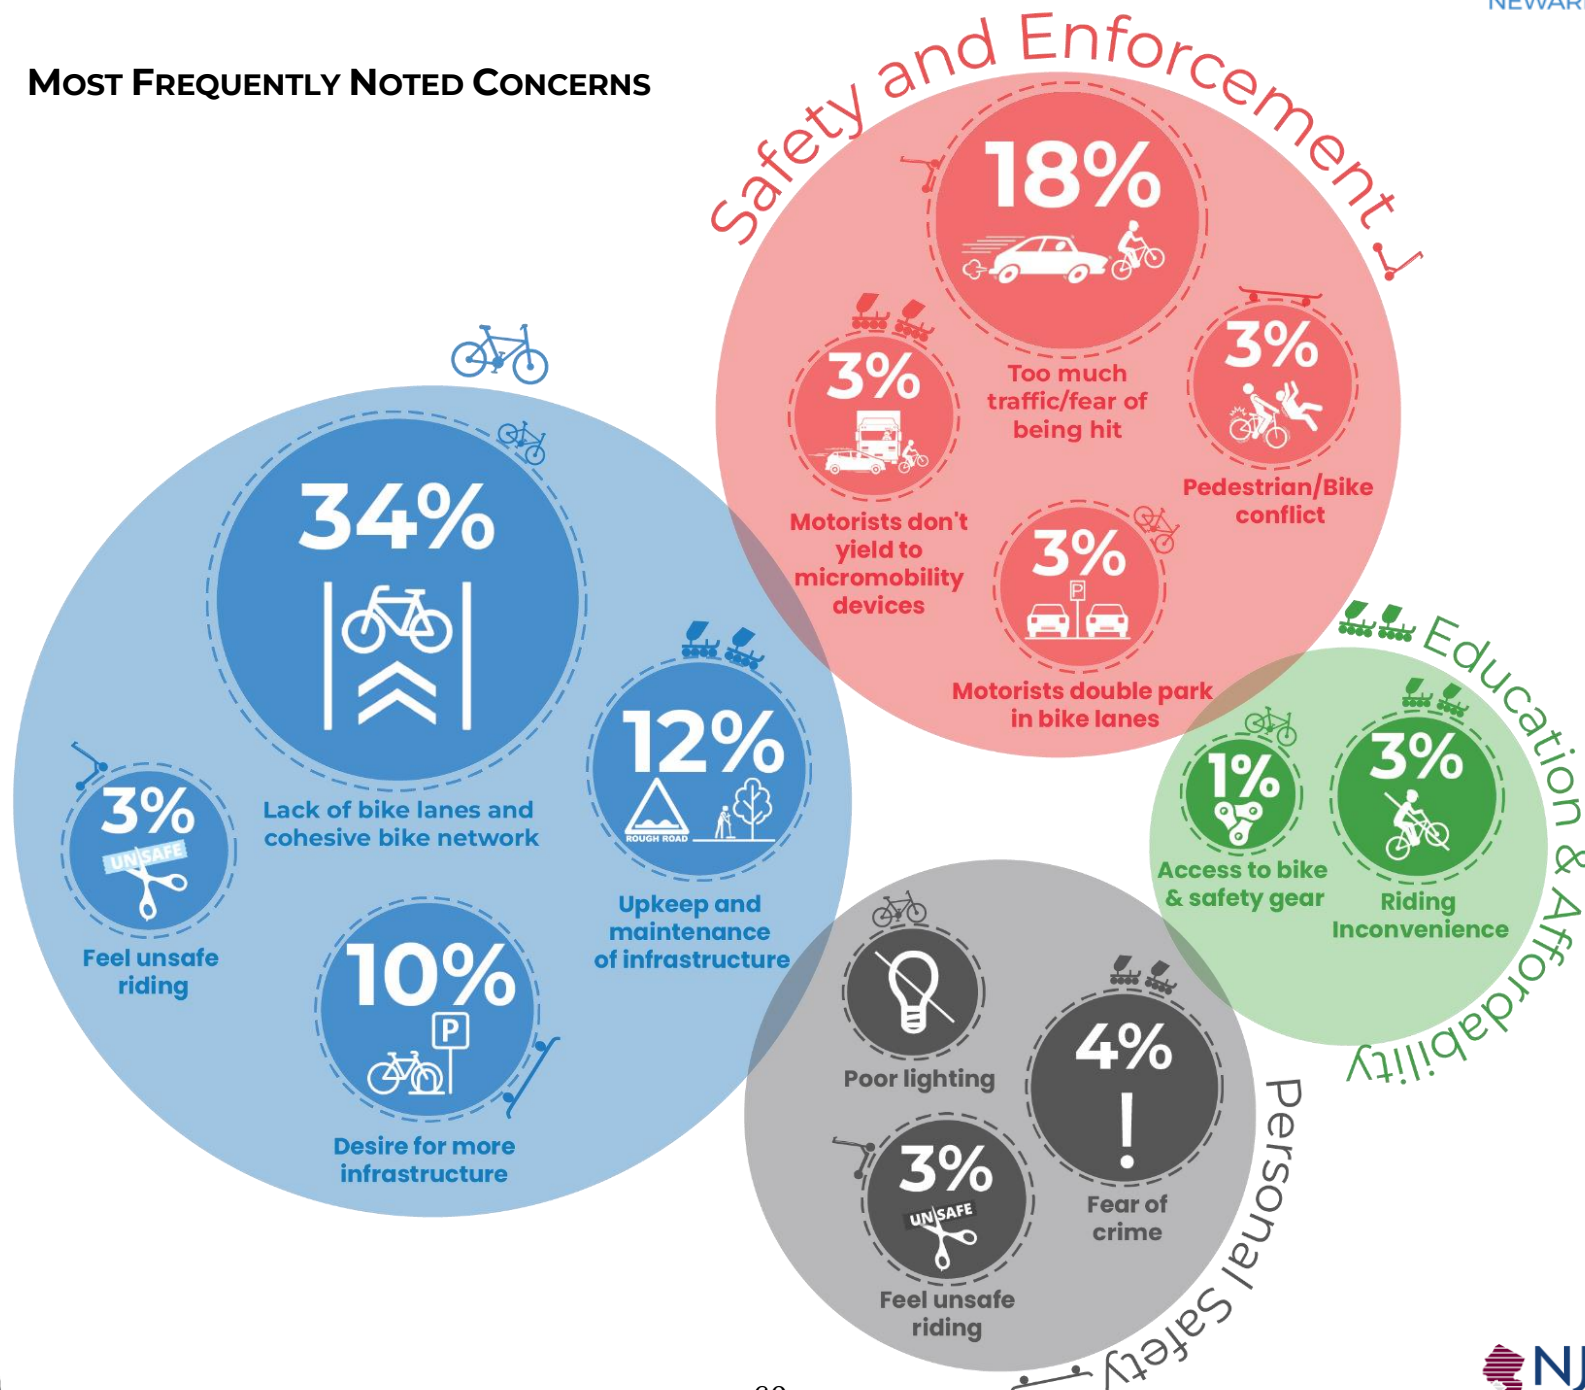 NEWAR
MOST FREQUENTLY NOTED CONCERNS
Safety and Enforcement
18%
Too much
traffic/fear of
being hit
3%
Motorists don't
yield to
micromobility
devices
3%
Pedestrian/Bike
conflict
3%
P
Motorists double park
in bike lanes
34%
Lack of bike lanes and
cohesive bike network
12%
ROUGH ROAD
Upkeep and
maintenance
of infrastructure
3%
UNSAFE
Feel unsafe
riding
10%
P
Desire for more
infrastructure
Education & Affordability
1%
Access to bike
& safety gear
3%
Riding
Inconvenience
Personal Safety
Poor lighting
4%
!
Fear of
crime
3%
UNSAFE
Feel unsafe
riding
NJ